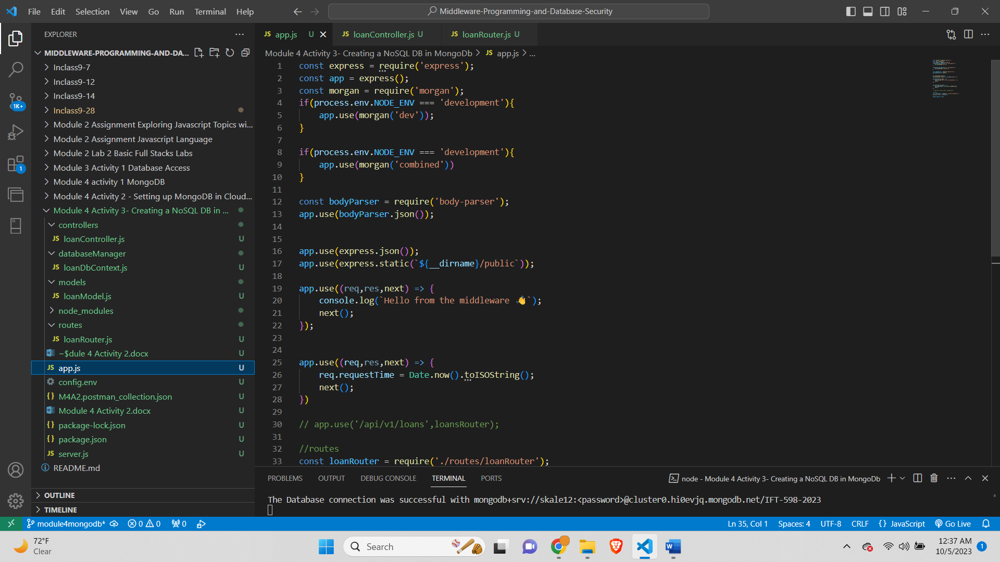 File Edit Selection View Go Run Terminal Help
Middleware-Programming-and-Database-Security
EXPLORER
MIDDLEWARE-PROGRAMMING-AND-DA...
Inclass9-7
Inclass9-12
Inclass9-14
Inclass9-28
Module 2 Assignment Exploring Javascript Topics wi...
Module 2 Assignment Javascript Language
Module 2 Lab 2 Basic Full Stacks Labs
Module 3 Activity 1 Database Access
Module 4 activity 1 MongoDB
Module 4 Activity 2 - Setting up MongoDB in Cloud...
Module 4 Activity 3- Creating a NoSQL DB in ...
controllers
JS loanController.js U
databaseManager
JS loanDbContext.js U
models
JS loanModel.js U
node_modules
routes
JS loanRouter.js U
~$dule 4 Activity 2.docx U
JS app.js U
config.env U
{} M4A2.postman_collection.json U
Module 4 Activity 2.docx U
{} package-lock.json U
{} package.json U
JS server.js U
README.md
OUTLINE
TIMELINE
1K+
1
JS app.js U JS loanController.js U JS loanRouter.js U
Module 4 Activity 3- Creating a NoSQL DB in MongoDb > JS app.js > ...
1 const express = require('express');
2 const app = express();
3 const morgan = require('morgan');
4 if(process.env.NODE_ENV === 'development'){
5 app.use(morgan('dev'));
6 }
7
8 if(process.env.NODE_ENV === 'development'){
9 app.use(morgan('combined'))
10 }
11
12 const bodyParser = require('body-parser');
13 app.use(bodyParser.json());
14
15
16 app.use(express.json());
17 app.use(express.static(`${__dirname}/public`));
18
19 app.use((req,res,next) => {
20 console.log(`Hello from the middleware 👋`);
21 next();
22 });
23
24
25 app.use((req,res,next) => {
26 req.requestTime = Date.now().toISOString();
27 next();
28 })
29
30 // app.use('/api/v1/loans',loansRouter);
31
32 //routes
33 const loanRouter = require('./routes/loanRouter');
PROBLEMS OUTPUT DEBUG CONSOLE TERMINAL PORTS
node - Module 4 Activity 3- Creating a NoSQL DB in MongoDb
The Database connection was successful with mongodb+srv://skale12:<password>@cluster0.hi0evjq.mongodb.net/IFT-598-2023
module4mongodb* 0 0 0
Ln 35, Col 1 Spaces: 4 UTF-8 CRLF {} JavaScript Go Live
72°F
Clear
Search
12:37 AM
10/5/2023
1